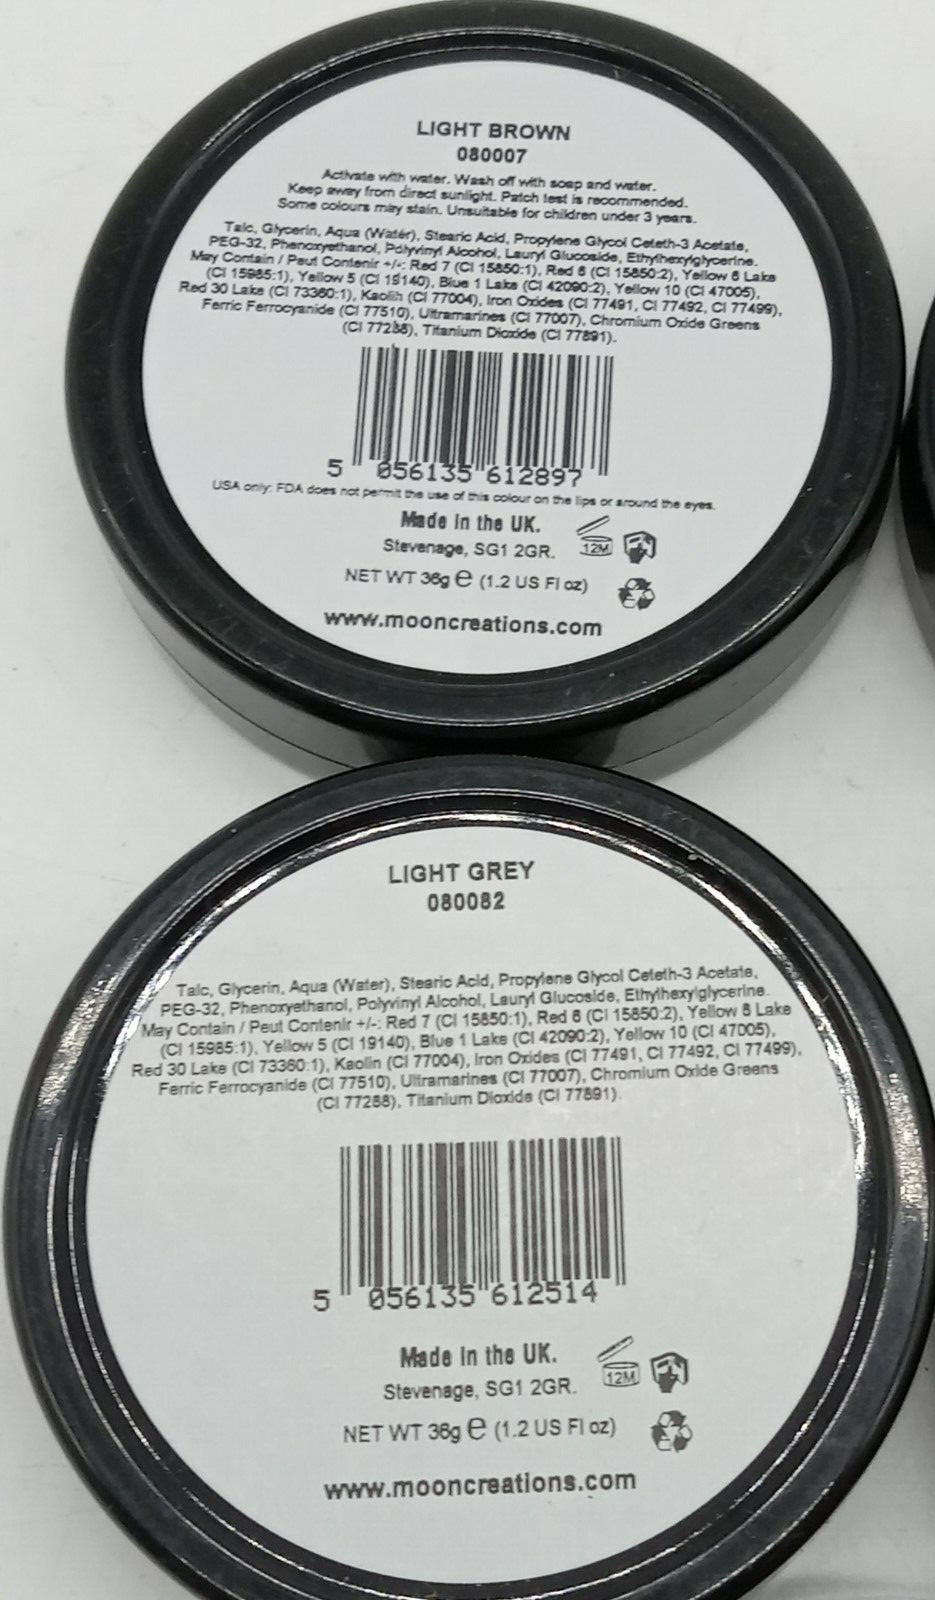 LIGHT BROWN
080007
Activate with water. Wash off with soap and water.
Keep away from direct sunlight. Patch test is recommended.
Some colours may stain. Unsuitable for children under 3 years.
Talc, Glycerin, Aqua (Water), Stearic Acid, Propylene Glycol Ceteth-3 Acetate,
PEG-32, Phenoxyethanol, Polyvinyl Alcohol, Lauryl Glucoside, Ethylhexylglycerine.
May Contain / Peut Contenir +/-: Red 7 (CI 15850:1), Red 6 (CI 15850:2), Yellow 6 Lake
(CI 15985:1), Yellow 5 (CI 19140), Blue 1 Lake (CI 42090:2), Yellow 10 (CI 47005),
Red 30 Lake (CI 73360:1), Kaolin (CI 77004), Iron Oxides (CI 77491, CI 77492, CI 77499),
Ferric Ferrocyanide (CI 77510), Ultramarines (CI 77007), Chromium Oxide Greens
(CI 77288), Titanium Dioxide (CI 77891).
5 056135 612897
USA only: FDA does not permit the use of this colour on the lips or around the eyes.
Made in the UK.
Stevenage, SG1 2GR.
12M
NET WT 36g e (1.2 US Fl oz)
www.mooncreations.com
LIGHT GREY
080082
Talc, Glycerin, Aqua (Water), Stearic Acid, Propylene Glycol Ceteth-3 Acetate,
PEG-32, Phenoxyethanol, Polyvinyl Alcohol, Lauryl Glucoside, Ethylhexylglycerine.
May Contain / Peut Contenir +/-: Red 7 (CI 15850:1), Red 6 (CI 15850:2), Yellow 6 Lake
(CI 15985:1), Yellow 5 (CI 19140), Blue 1 Lake (CI 42090:2), Yellow 10 (CI 47005),
Red 30 Lake (CI 73360:1), Kaolin (CI 77004), Iron Oxides (CI 77491, CI 77492, CI 77499),
Ferric Ferrocyanide (CI 77510), Ultramarines (CI 77007), Chromium Oxide Greens
(CI 77288), Titanium Dioxide (CI 77891).
5 056135 612514
Made in the UK.
Stevenage, SG1 2GR.
12M
NET WT 36g e (1.2 US Fl oz)
www.mooncreations.com